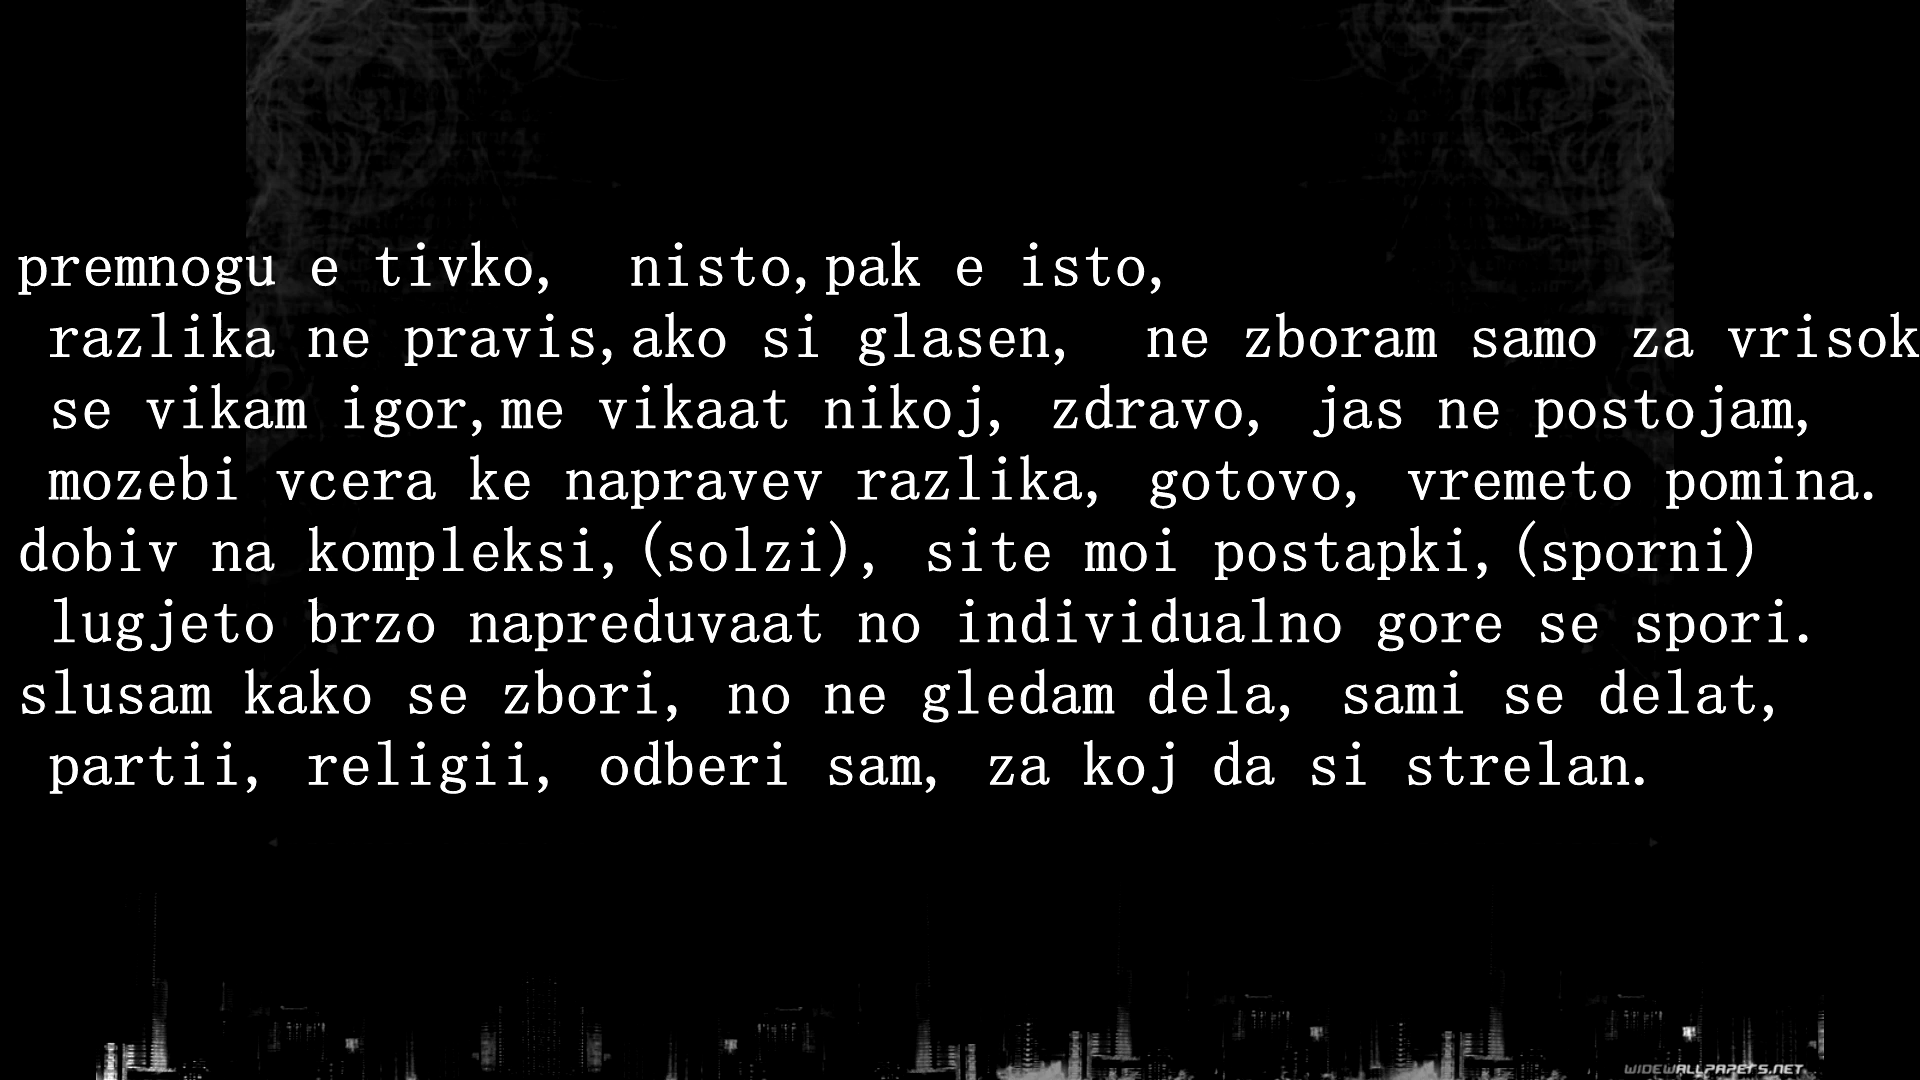 premnogu e tivko,  nisto,pak e isto,
razlika ne pravis,ako si glasen,  ne zboram samo za vrisok
se vikam igor,me vikaat nikoj, zdravo, jas ne postojam,
mozebi vcera ke napravev razlika, gotovo, vremeto pomina.
dobiv na kompleksi,(solzi), site moi postapki,(sporni)
lugjeto brzo napreduvaat no individualno gore se spori.
slusam kako se zbori, no ne gledam dela, sami se delat,
partii, religii, odberi sam, za koj da si strelan.
WIDEWALLPAPERS.NET